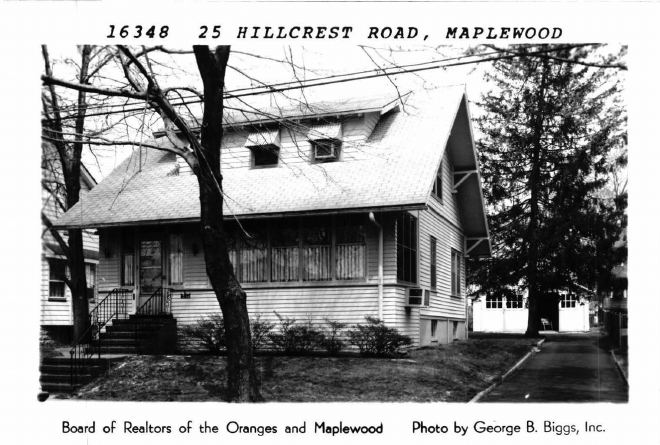 16348 25 HILLCREST ROAD, MAPLEWOOD
Board of Realtors of the Oranges and Maplewood Photo by George B. Biggs, Inc.